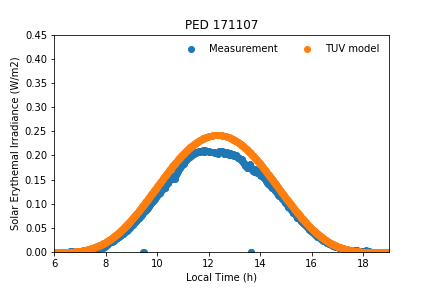 PED 171107
Measurement
TUV model
Solar Erythemal Irradiance (W/m2)
0.45
0.40
0.35
0.30
0.25
0.20
0.15
0.10
0.05
0.00
6 8 10 12 14 16 18
Local Time (h)